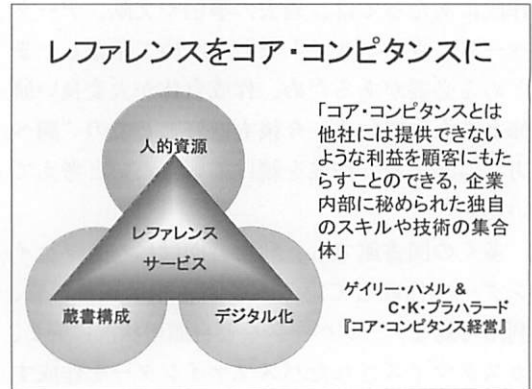 レファレンスをコア・コンピタンスに
人的資源
レファレンス
サービス
蔵書構成
デジタル化
「コア・コンピタンスとは
他社には提供できない
ような利益を顧客にもた
らすことのできる，企業
内部に秘められた独自
のスキルや技術の集合
体」
ゲイリー・ハメル &
C・K・プラハラード
『コア・コンピタンス経営』